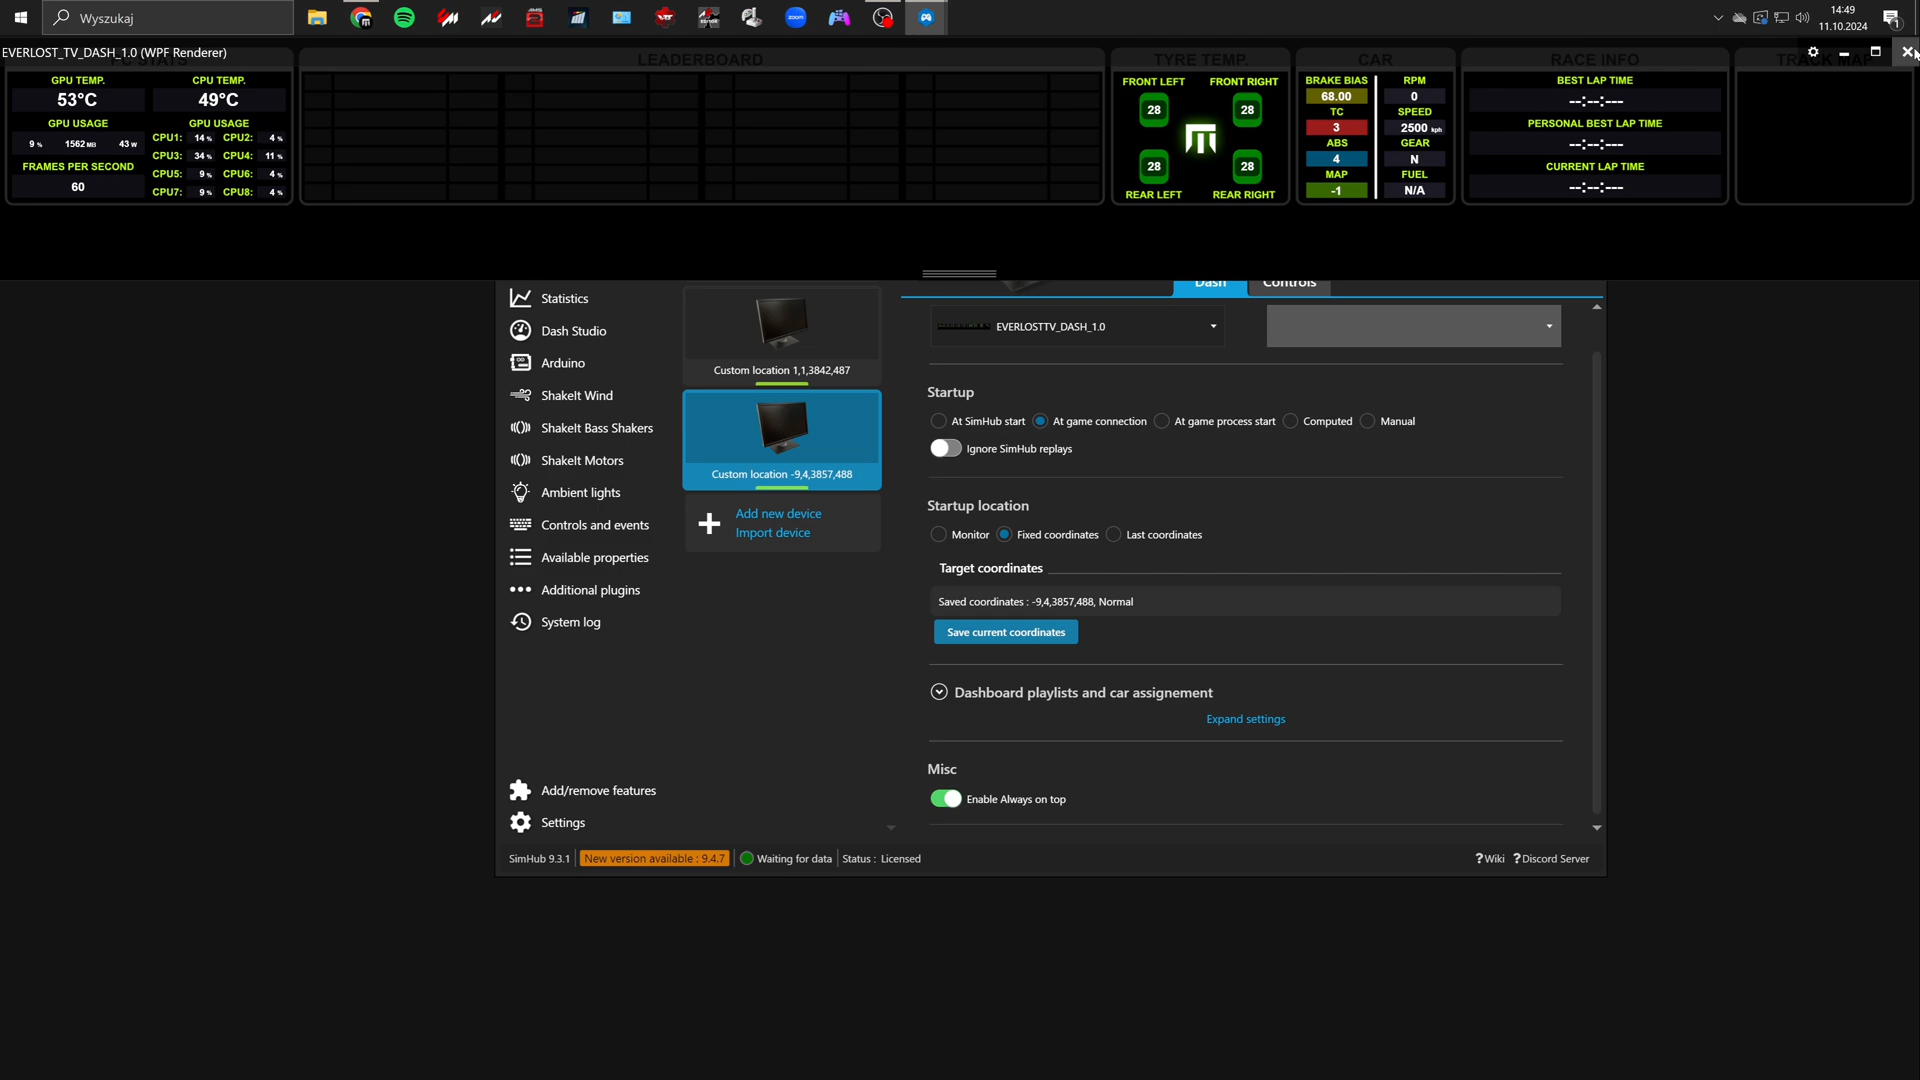 Wyszukaj
zoom
14:49
11.10.2024
1
EVERLOST_TV_DASH_1.0 (WPF Renderer)
PC STATS
GPU TEMP.
CPU TEMP.
53°C
49°C
GPU USAGE
GPU USAGE
9 %
1562 MB
43 W
CPU1: 14 % CPU2: 4 %
CPU3: 34 % CPU4: 11 %
CPU5: 9 % CPU6: 4 %
CPU7: 9 % CPU8: 4 %
FRAMES PER SECOND
60
LEADERBOARD
TYRE TEMP.
FRONT LEFT
FRONT RIGHT
28
28
28
28
REAR LEFT
REAR RIGHT
CAR
BRAKE BIAS
68.00
TC
3
ABS
4
MAP
-1
RPM
0
SPEED
2500 kph
GEAR
N
FUEL
N/A
RACE INFO
BEST LAP TIME
--:--:---
PERSONAL BEST LAP TIME
--:--:---
CURRENT LAP TIME
--:--:---
TRACK MAP
Statistics
Dash Studio
Arduino
ShakeIt Wind
ShakeIt Bass Shakers
ShakeIt Motors
Ambient lights
Controls and events
Available properties
Additional plugins
System log
Add/remove features
Settings
Custom location 1,1,3842,487
Custom location -9,4,3857,488
Add new device
Import device
Dash
Controls
EVERLOSTTV_DASH_1.0
Startup
At SimHub start
At game connection
At game process start
Computed
Manual
Ignore SimHub replays
Startup location
Monitor
Fixed coordinates
Last coordinates
Target coordinates
Saved coordinates : -9,4,3857,488, Normal
Save current coordinates
Dashboard playlists and car assignement
Expand settings
Misc
Enable Always on top
SimHub 9.3.1
New version available : 9.4.7
Waiting for data
Status : Licensed
?Wiki
?Discord Server